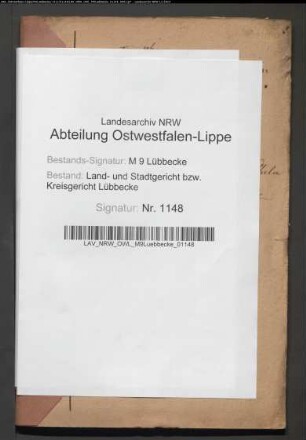 Landesarchiv NRW
Abteilung Ostwestfalen-Lippe
Bestands-Signatur: M 9 Lübbecke
Bestand: Land- und Stadtgericht bzw.
Kreisgericht Lübbecke
Signatur: Nr. 1148
LAV_NRW_OWL_M9Luebbecke_01148